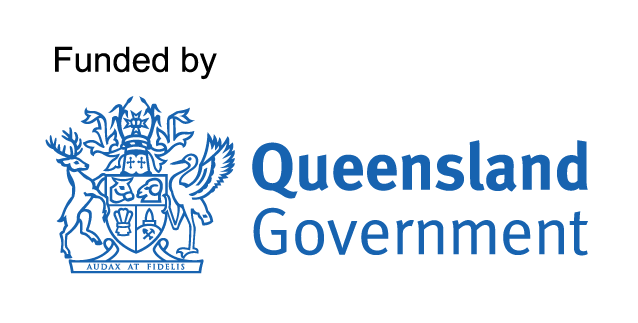 Funded by
Queensland
Government
AUDAX AT FIDELIS